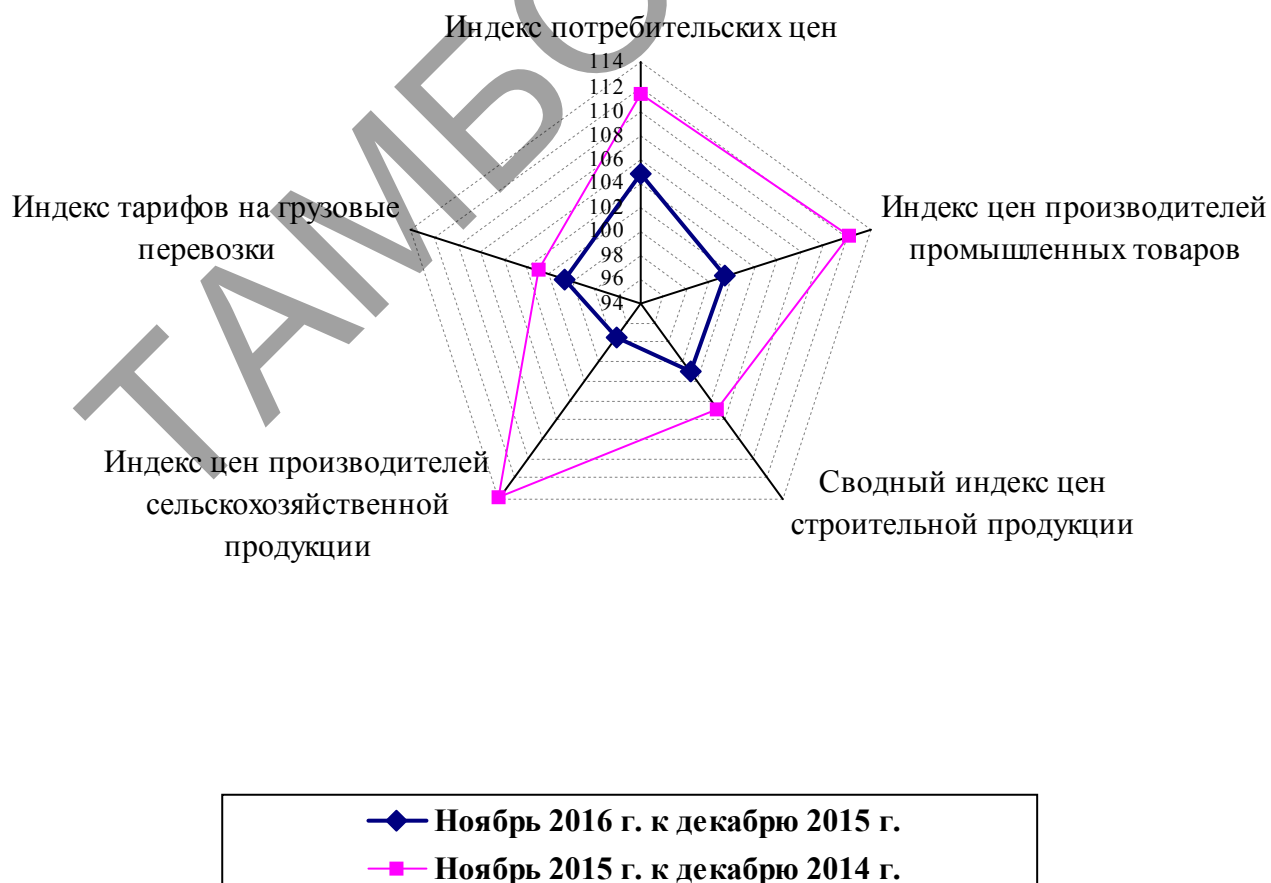 Индекс потребительских цен
114
112
110
108
106
104
102
100
98
96
94
Индекс тарифов на грузовые
перевозки
Индекс цен производителей
промышленных товаров
Индекс цен производителей
сельскохозяйственной
продукции
Сводный индекс цен
строительной продукции
Ноябрь 2016 г. к декабрю 2015 г.
Ноябрь 2015 г. к декабрю 2014 г.
ТАМБО